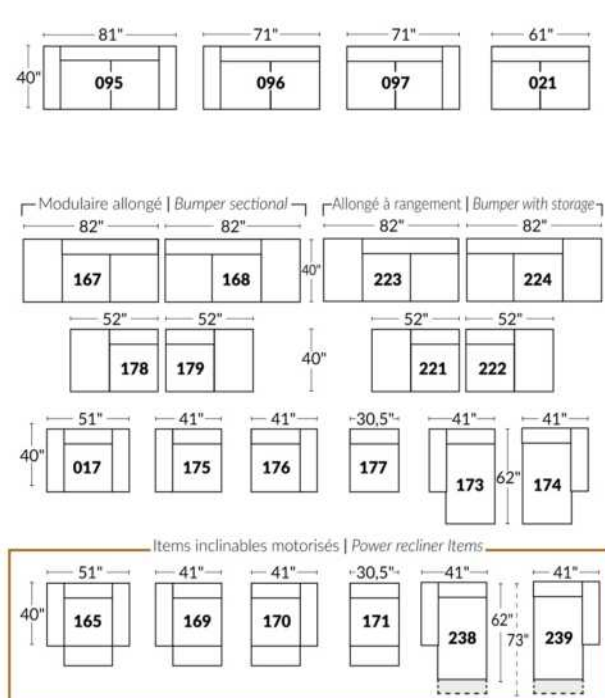 81" 71" 71" 61"
40" 095 096 097 021
Modulaire allongé | Bumper sectional Allongé à rangement | Bumper with storage
82" 82" 82" 82"
167 168 40" 223 224
52" 52" 52" 52"
178 179 40" 221 222
51" 41" 41" 30,5" 41" 41"
40" 017 175 176 177 173 62" 174
Items inclinables motorisés | Power recliner Items
51" 41" 41" 30,5" 41" 41"
40" 165 169 170 171 238 62" 73" 239